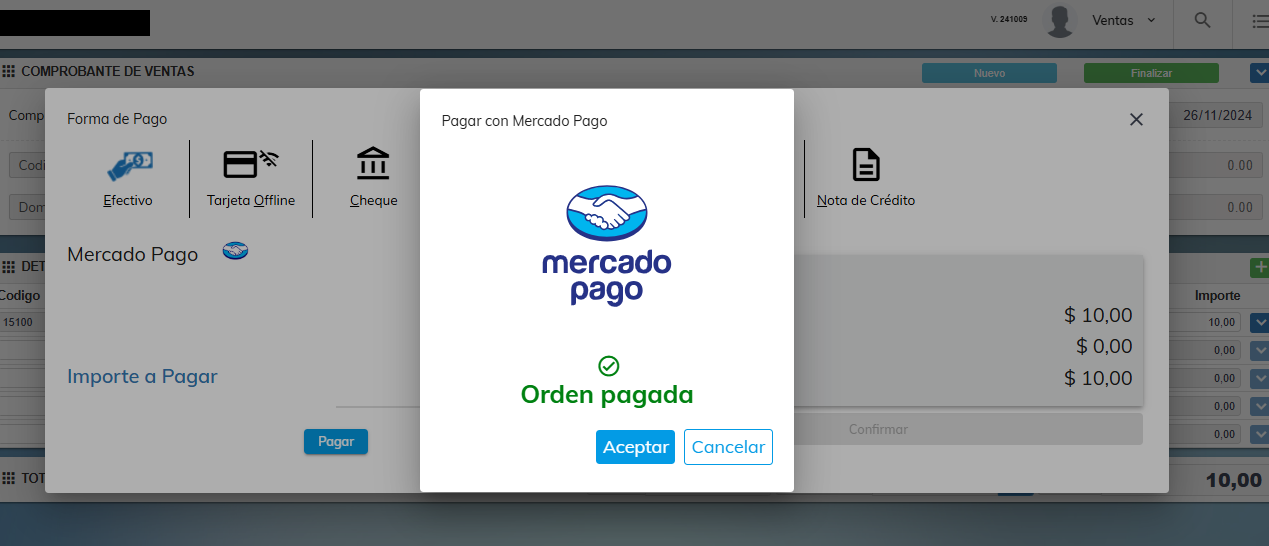 V. 241009
Ventas
COMPROBANTE DE VENTAS
Nuevo
Finalizar
Comp
26/11/2024
Codi
0.00
Dom
0.00
Forma de Pago
Efectivo
Tarjeta Offline
Cheque
Nota de Crédito
Mercado Pago
$ 10,00
$ 0,00
$ 10,00
Importe a Pagar
Pagar
Confirmar
Pagar con Mercado Pago
mercado
pago
Orden pagada
Aceptar
Cancelar
DET
Codigo
Importe
15100
10,00
0,00
0,00
0,00
0,00
TOT
10,00